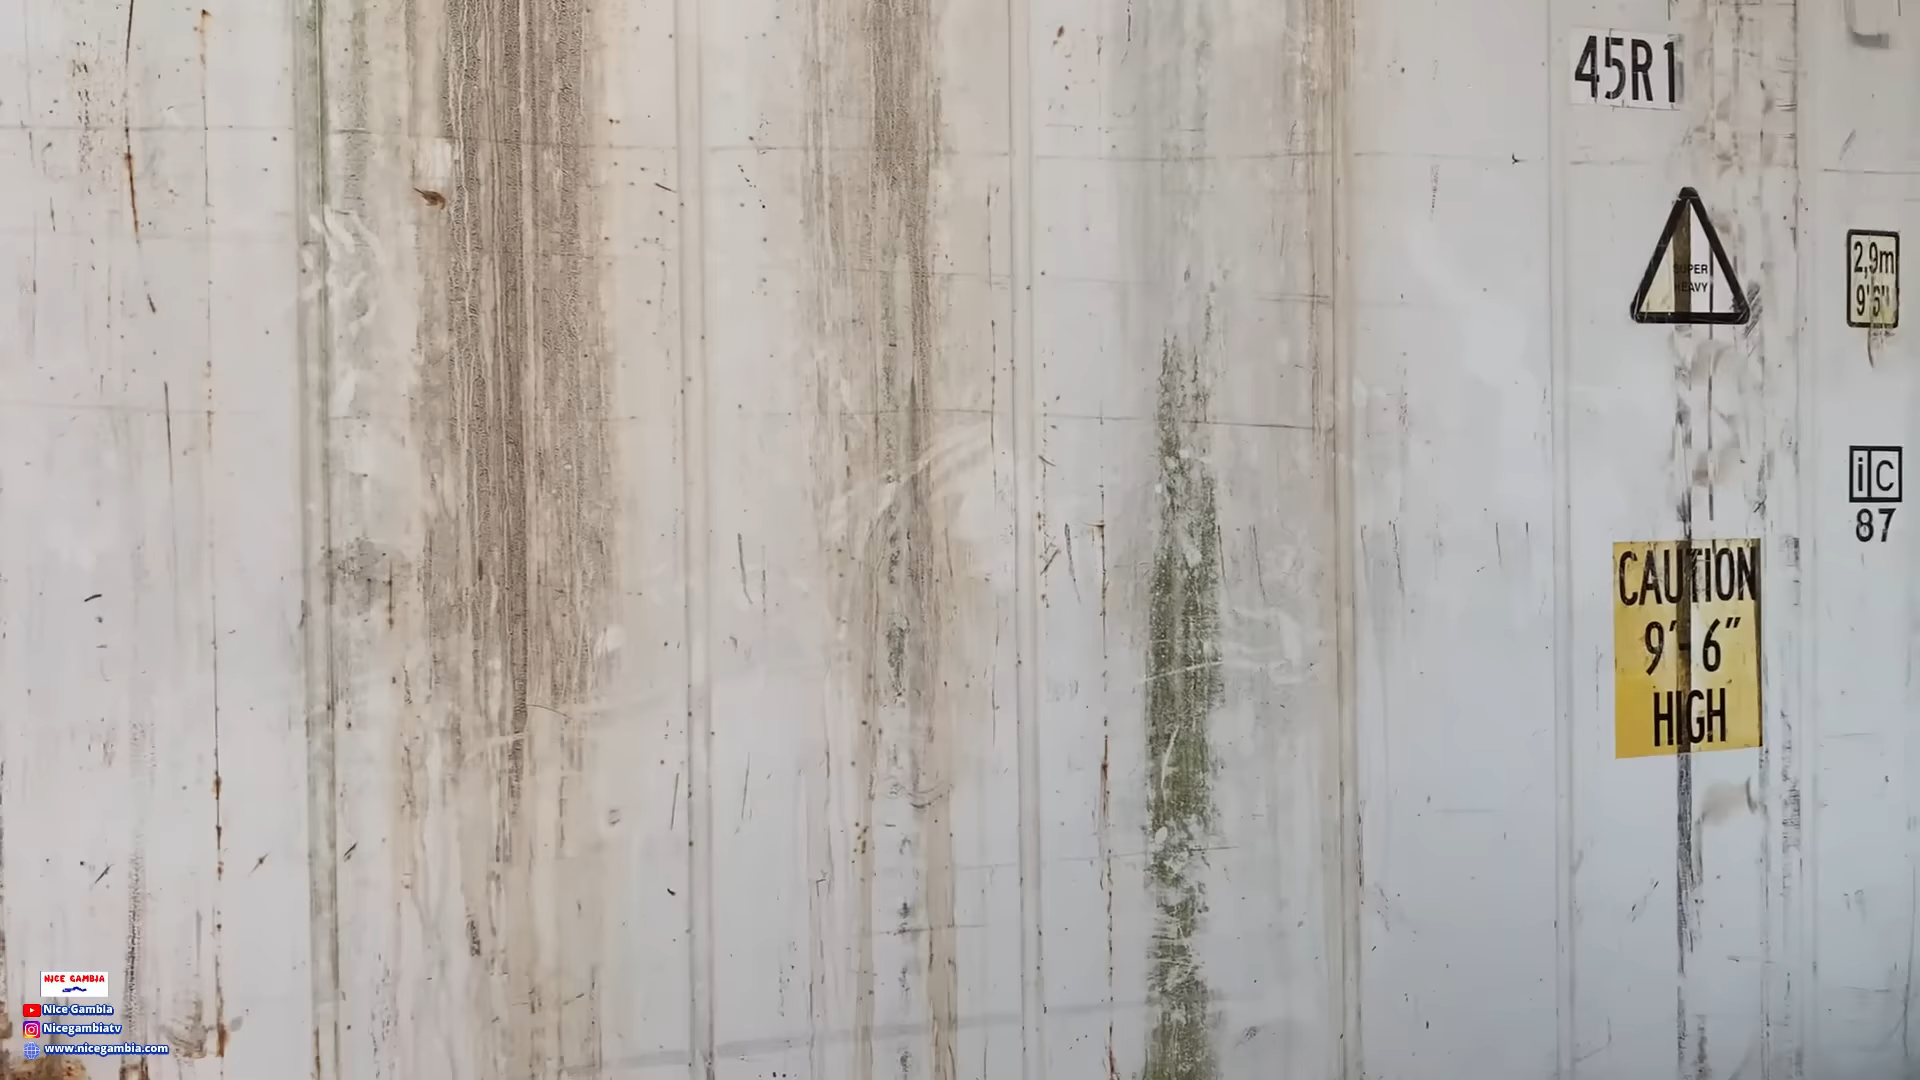 45R1
SUPER
HEAVY
2,9m
9'6"
iC
87
CAUTION
9'-6"
HIGH
NICE GAMBIA
Nice Gambia
Nicegambiatv
www.nicegambia.com